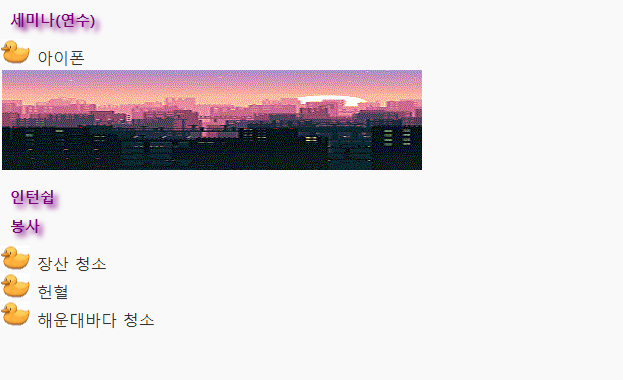 세미나(연수)
아이폰
인턴쉽
봉사
장산 청소
헌혈
해운대바다 청소